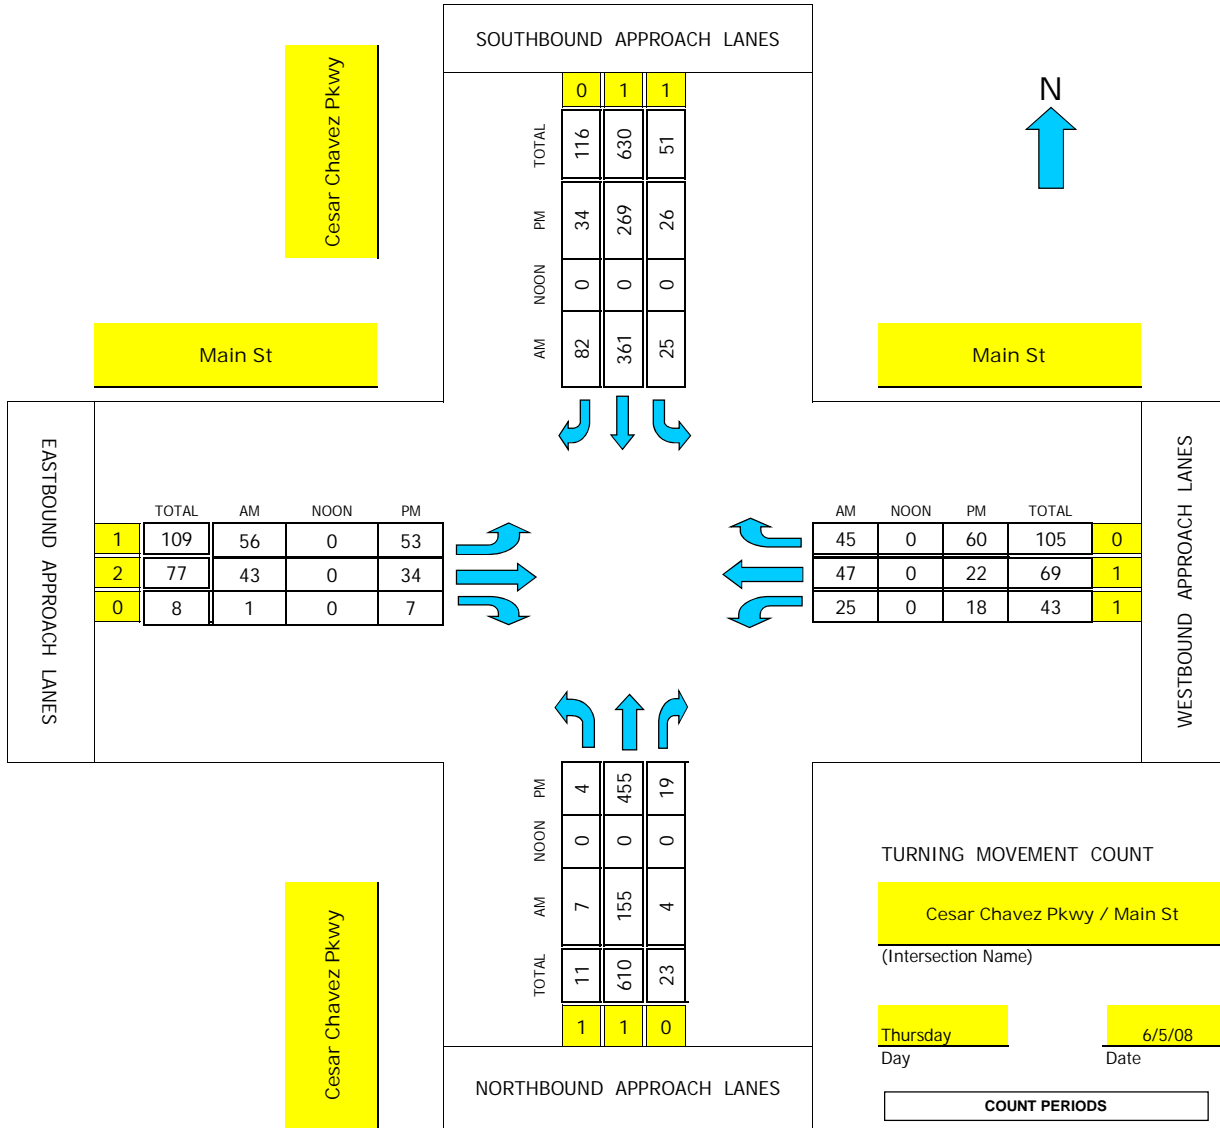 SOUTHBOUND APPROACH LANES
Cesar Chavez Pkwy
N
0 1 1
TOTAL 116 630 51
PM 34 269 26
NOON 0 0 0
AM 82 361 25
Main St
Main St
EASTBOUND APPROACH LANES
TOTAL AM NOON PM
1 109 56 0 53
2 77 43 0 34
0 8 1 0 7
AM NOON PM TOTAL
45 0 60 105 0
47 0 22 69 1
25 0 18 43 1
WESTBOUND APPROACH LANES
PM 4 455 19
NOON 0 0 0
AM 7 155 4
TOTAL 11 610 23
1 1 0
Cesar Chavez Pkwy
NORTHBOUND APPROACH LANES
TURNING MOVEMENT COUNT
Cesar Chavez Pkwy / Main St
(Intersection Name)
Thursday 6/5/08
Day Date
COUNT PERIODS